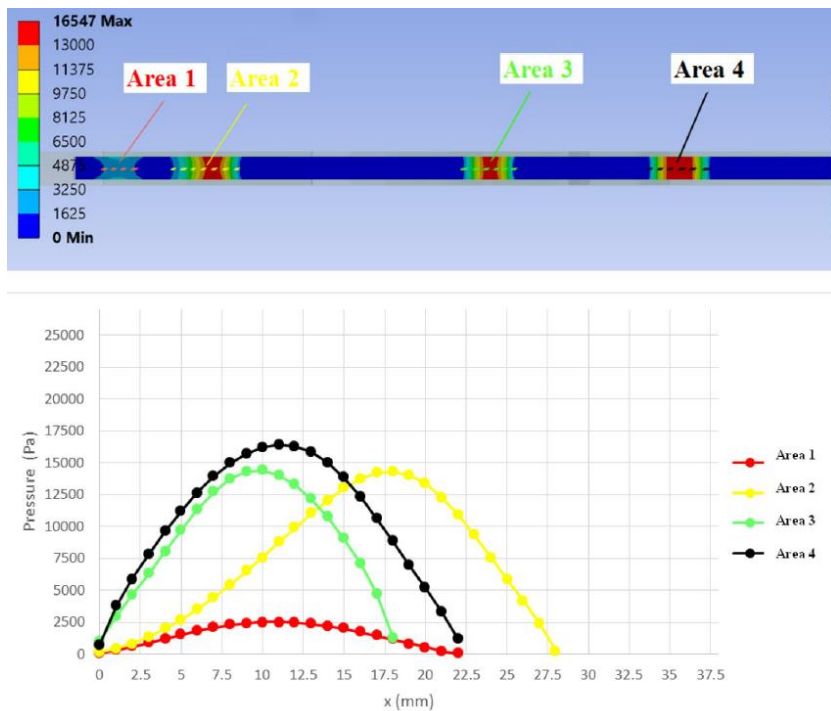 16547 Max
13000
11375
9750
8125
6500
4875
3250
1625
0 Min
Area 1
Area 2
Area 3
Area 4
25000
22500
20000
17500
15000
12500
10000
7500
5000
2500
0
Pressure (Pa)
0 2.5 5 7.5 10 12.5 15 17.5 20 22.5 25 27.5 30 32.5 35 37.5
x (mm)
Area 1
Area 2
Area 3
Area 4